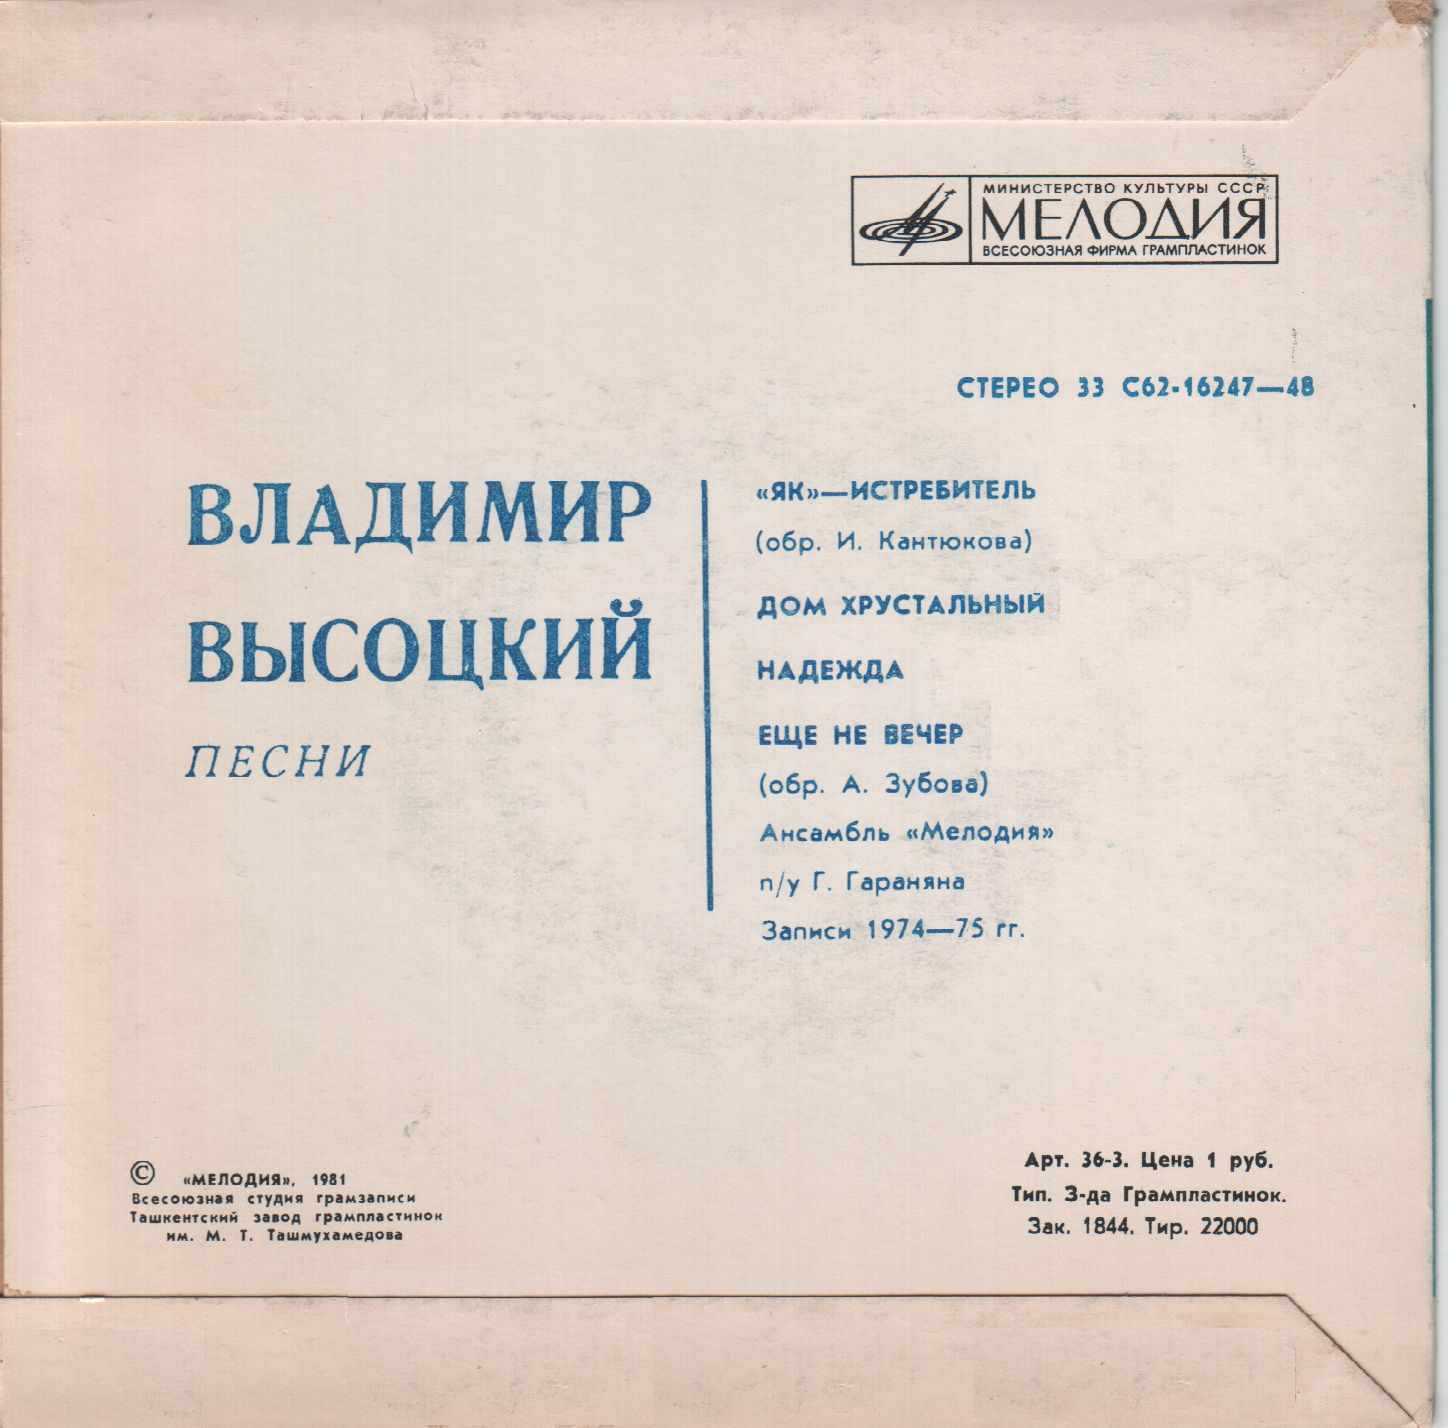 МИНИСТЕРСТВО КУЛЬТУРЫ СССР
МЕЛОДИЯ
ВСЕСОЮЗНАЯ ФИРМА ГРАМПЛАСТИНОК
СТЕРЕО 33 С62-16247—48
ВЛАДИМИР
ВЫСОЦКИЙ
ПЕСНИ
«ЯК»—ИСТРЕБИТЕЛЬ
(обр. И. Кантюкова)
ДОМ ХРУСТАЛЬНЫЙ
НАДЕЖДА
ЕЩЕ НЕ ВЕЧЕР
(обр. А. Зубова)
Ансамбль «Мелодия»
п/у Г. Гараняна
Записи 1974—75 гг.
© «МЕЛОДИЯ», 1981
Всесоюзная студия грамзаписи
Ташкентский завод грампластинок
им. М. Т. Ташмухамедова
Арт. 36-3. Цена 1 руб.
Тип. З-да Грампластинок.
Зак. 1844. Тир. 22000